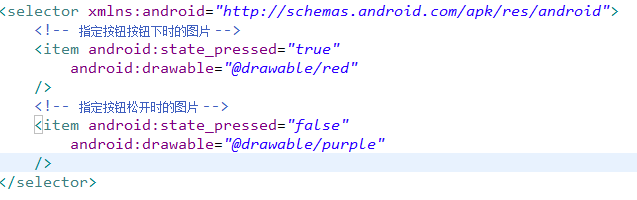 <selector xmlns:android="http://schemas.android.com/apk/res/android">
<!-- 指定按钮按钮下时的图片 -->
<item android:state_pressed="true"
android:drawable="@drawable/red"
/>
<!-- 指定按钮松开时的图片 -->
<item android:state_pressed="false"
android:drawable="@drawable/purple"
/>
</selector>